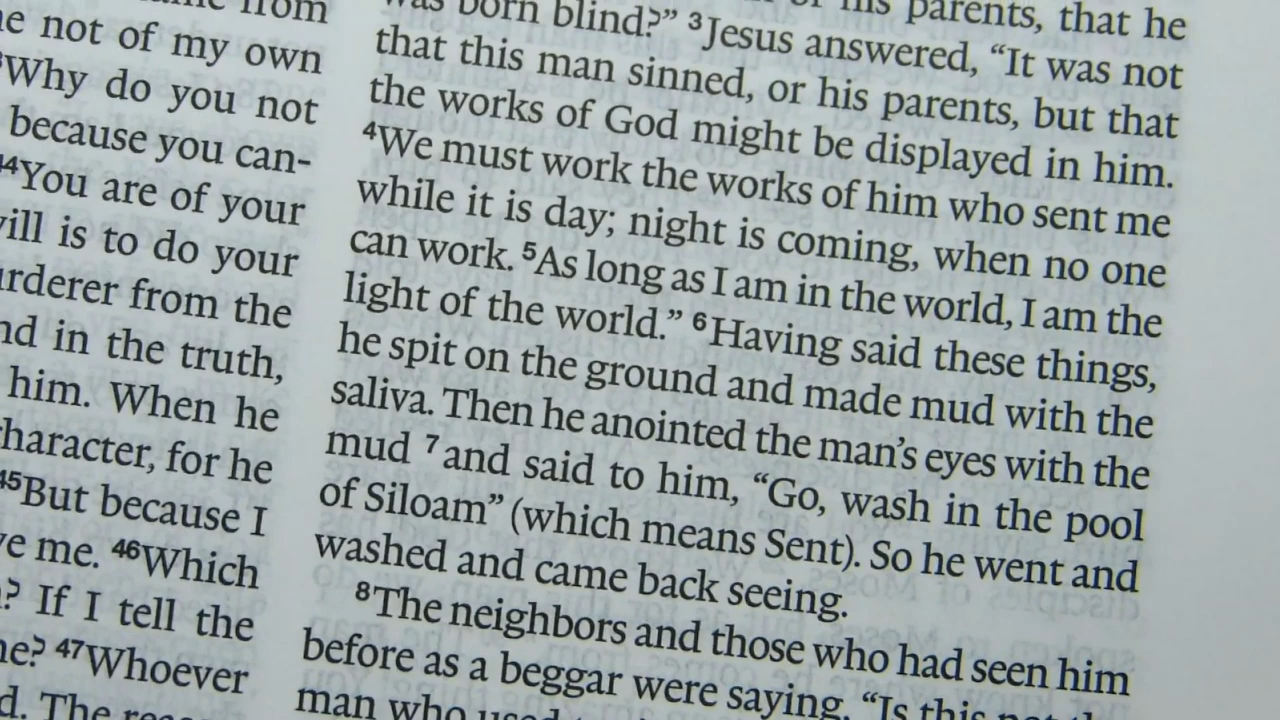 from
not of my own
Why do you not
because you can-
44You are of your
will is to do your
from the
in the truth,
him. When he
character, for he
45But because I
me. 46Which
? If I tell the
me? 47Whoever
The
was born blind?” 3Jesus answered, “It was not
his parents, that he
that this man sinned, or his parents, but that
the works of God might be displayed in him.
4We must work the works of him who sent me
while it is day; night is coming, when no one
can work. 5As long as I am in the world, I am the
light of the world.” 6Having said these things,
he spit on the ground and made mud with the
saliva. Then he anointed the man’s eyes with the
mud 7and said to him, “Go, wash in the pool
of Siloam” (which means Sent). So he went and
washed and came back seeing.
8The neighbors and those who had seen him
before as a beggar were saying, “Is this not the
man who used